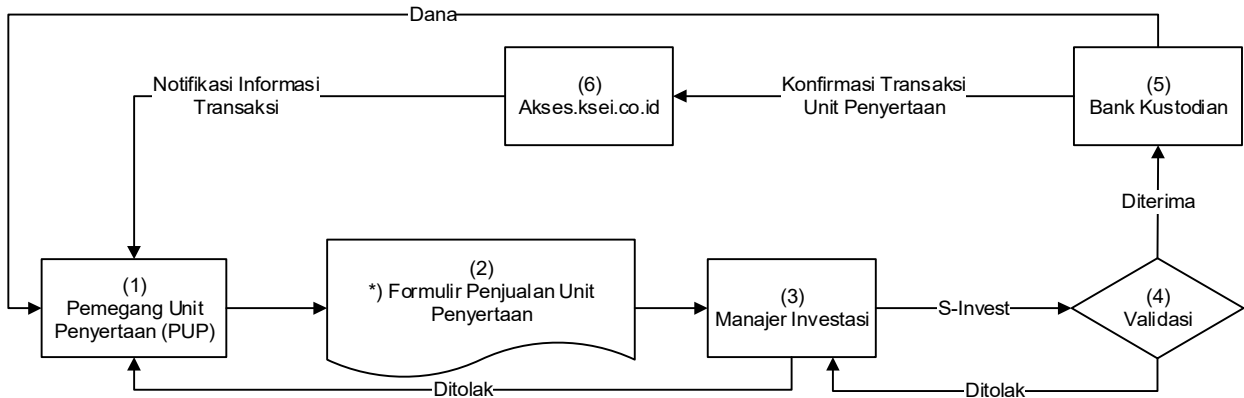 Dana
Notifikasi Informasi
Transaksi
(6)
Akses.ksei.co.id
Konfirmasi Transaksi
Unit Penyertaan
(5)
Bank Kustodian
Diterima
(1)
Pemegang Unit
Penyertaan (PUP)
(2)
*) Formulir Penjualan Unit
Penyertaan
(3)
Manajer Investasi
S-Invest
(4)
Validasi
Ditolak
Ditolak